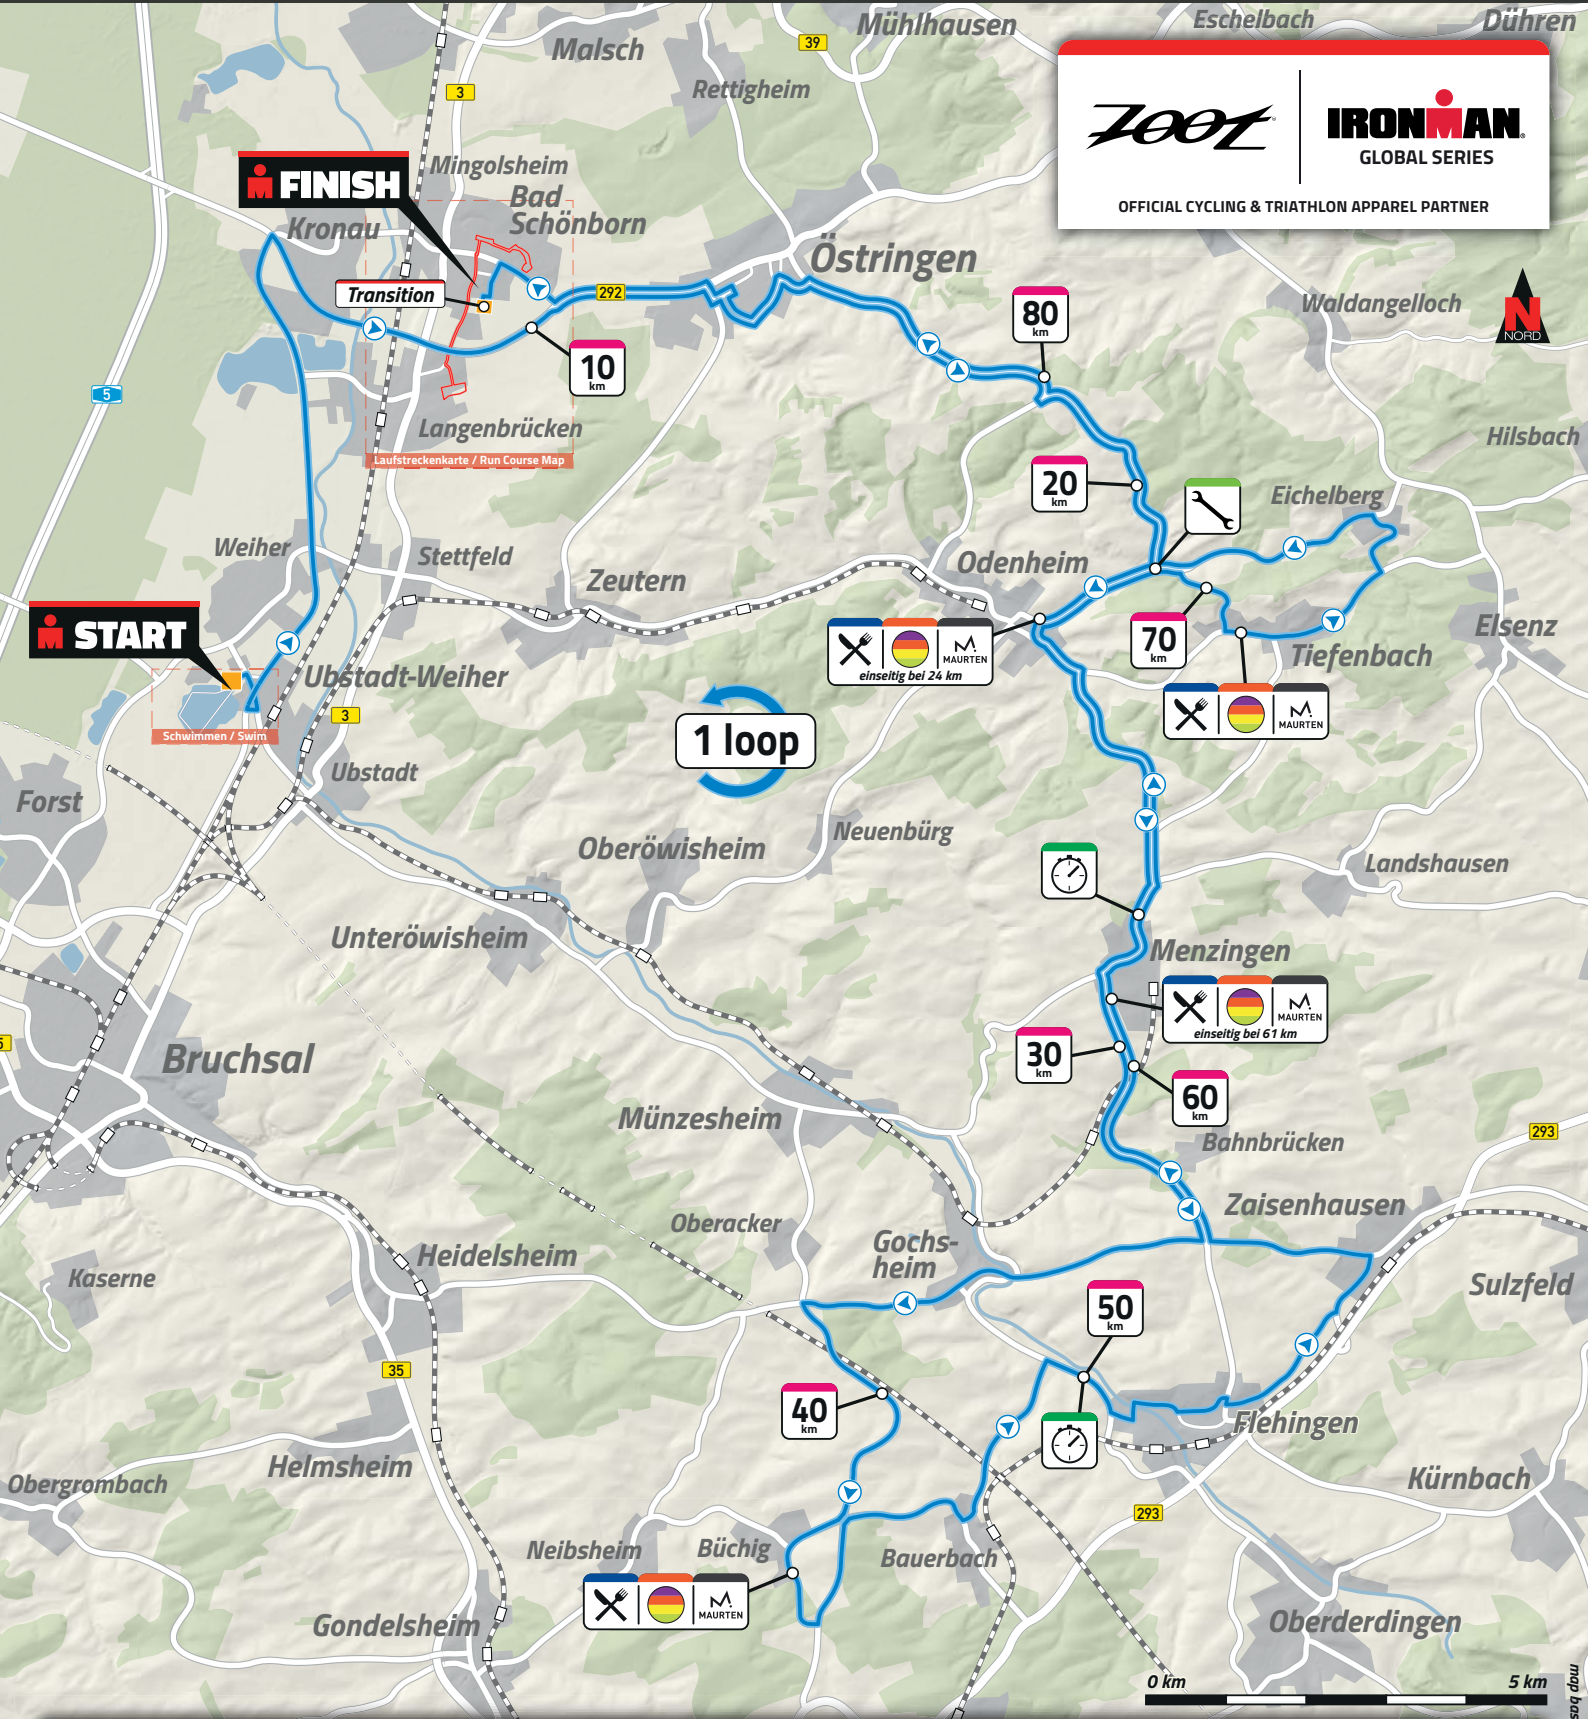 Mühlhausen
Eschelbach
Dühren
Malsch
39
Rettigheim
3
ZOOT
IRONMAN
GLOBAL SERIES
OFFICIAL CYCLING & TRIATHLON APPAREL PARTNER
Mingolsheim
FINISH
Bad
Schönborn
Kronau
Östringen
Transition
292
80
km
Waldangelloch
N
NORD
10
km
5
Langenbrücken
Laufstreckenkarte / Run Course Map
Hilsbach
20
km
Eichelberg
Weiher
Stettfeld
Zeutern
Odenheim
START
MAURTEN
einseitig bei 24 km
70
km
Elsenz
Tiefenbach
Ubstadt-Weiher
3
Schwimmen / Swim
MAURTEN
1 loop
Ubstadt
Forst
Oberöwisheim
Neuenbürg
Landshausen
Unteröwisheim
Menzingen
MAURTEN
einseitig bei 61 km
Bruchsal
30
km
60
km
Münzesheim
Bahnbrücken
293
Zaisenhausen
Oberacker
Gochs-
heim
Heidelsheim
Kaserne
Sulzfeld
50
km
35
40
km
Flehingen
Helmsheim
Obergrombach
Kürnbach
293
Neibsheim
Büchig
Bauerbach
MAURTEN
Gondelsheim
Oberderdingen
0 km
5 km
map bas